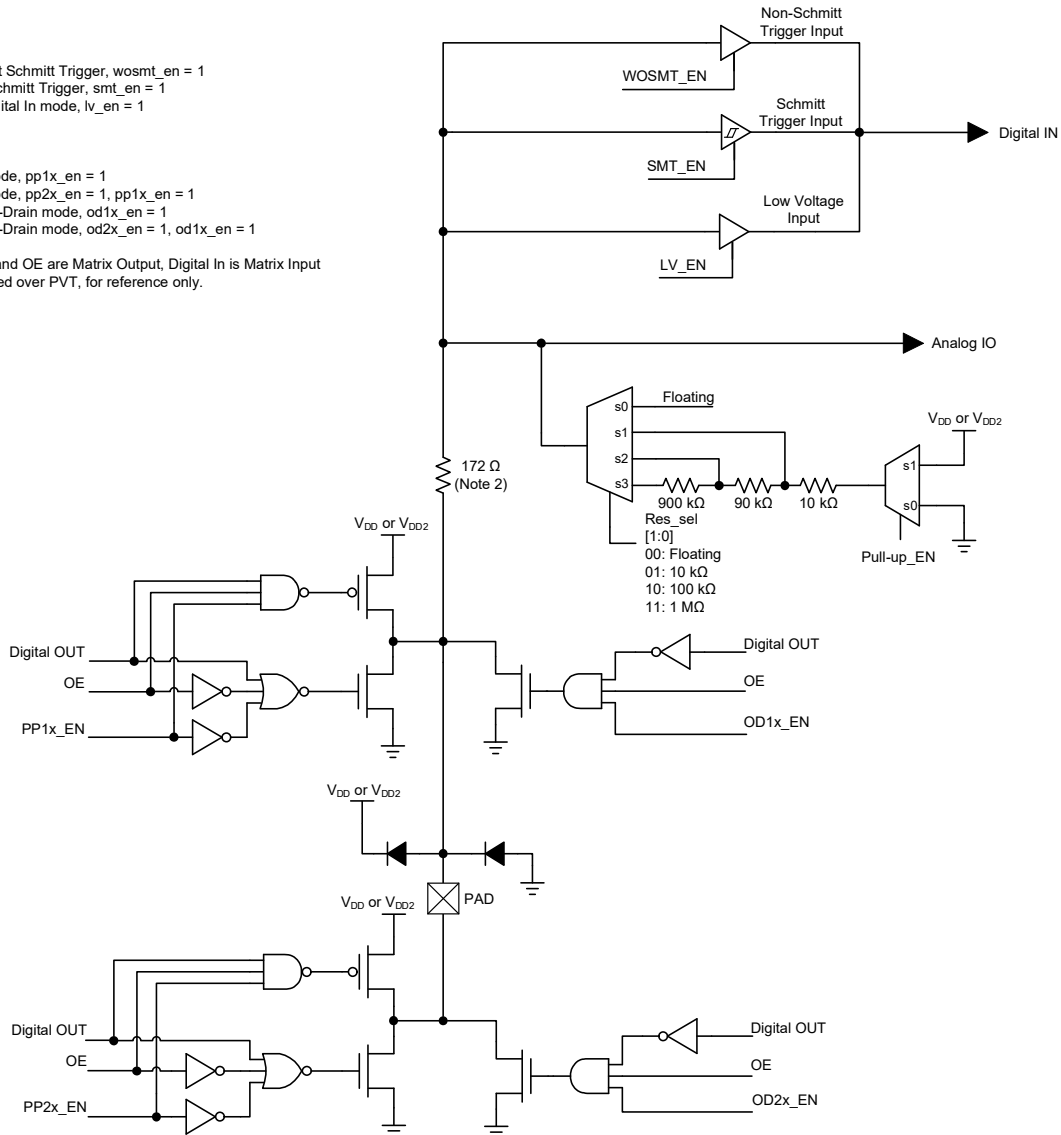 Non-Schmitt
Trigger Input
t Schmitt Trigger, wosmt_en = 1
chmitt Trigger, smt_en = 1
ital In mode, lv_en = 1
WOSMT_EN
Schmitt
Trigger Input
Digital IN
SMT_EN
de, pp1x_en = 1
de, pp2x_en = 1, pp1x_en = 1
-Drain mode, od1x_en = 1
-Drain mode, od2x_en = 1, od1x_en = 1
Low Voltage
Input
and OE are Matrix Output, Digital In is Matrix Input
ed over PVT, for reference only.
LV_EN
Analog IO
s0
Floating
s1
s2
s3
900 kΩ
90 kΩ
10 kΩ
VDD or VDD2
s1
s0
Pull-up_EN
Res_sel
[1:0]
00: Floating
01: 10 kΩ
10: 100 kΩ
11: 1 MΩ
172 Ω
(Note 2)
VDD or VDD2
Digital OUT
OE
PP1x_EN
Digital OUT
OE
OD1x_EN
VDD or VDD2
PAD
VDD or VDD2
Digital OUT
OE
PP2x_EN
Digital OUT
OE
OD2x_EN